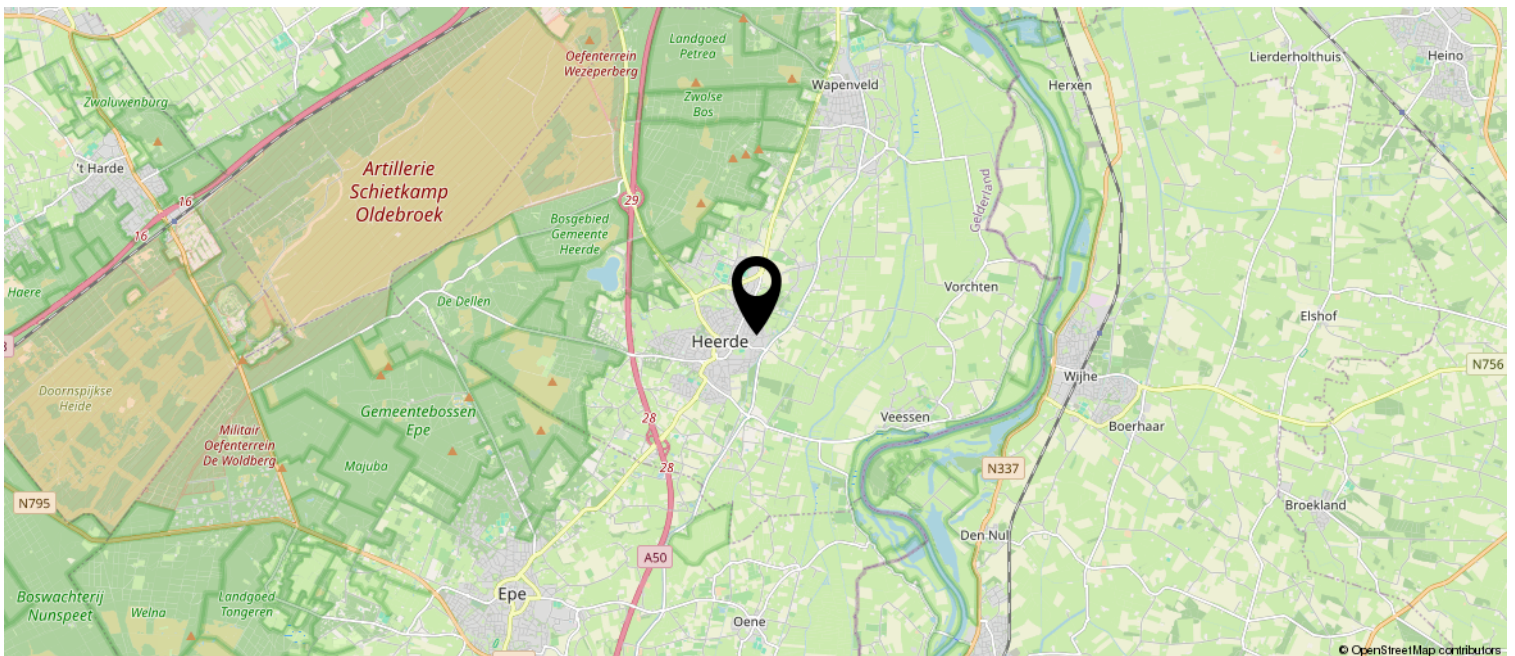 Landgoed
Petrea
Oefenterrein
Wezeperberg
Lierderholthuis
Heino
Wapenveld
Herxen
Zwaluwenburg
Zwolse
Bos
't Harde
Artillerie
Schietkamp
Oldebroek
16
29
Gelderland
Bosgebied
Gemeente
Heerde
16
Haere
De Dellen
Vorchten
Elshof
Heerde
N756
Wijhe
Doornspijkse
Heide
Gemeentebossen
Epe
28
Veessen
Boerhaar
Militair
Oefenterrein
De Woldberg
Majuba
28
N337
N795
Broekland
Den Nul
A50
Epe
Boswachterij
Nunspeet
Welna
Landgoed
Tongeren
Oene
© OpenStreetMap contributors